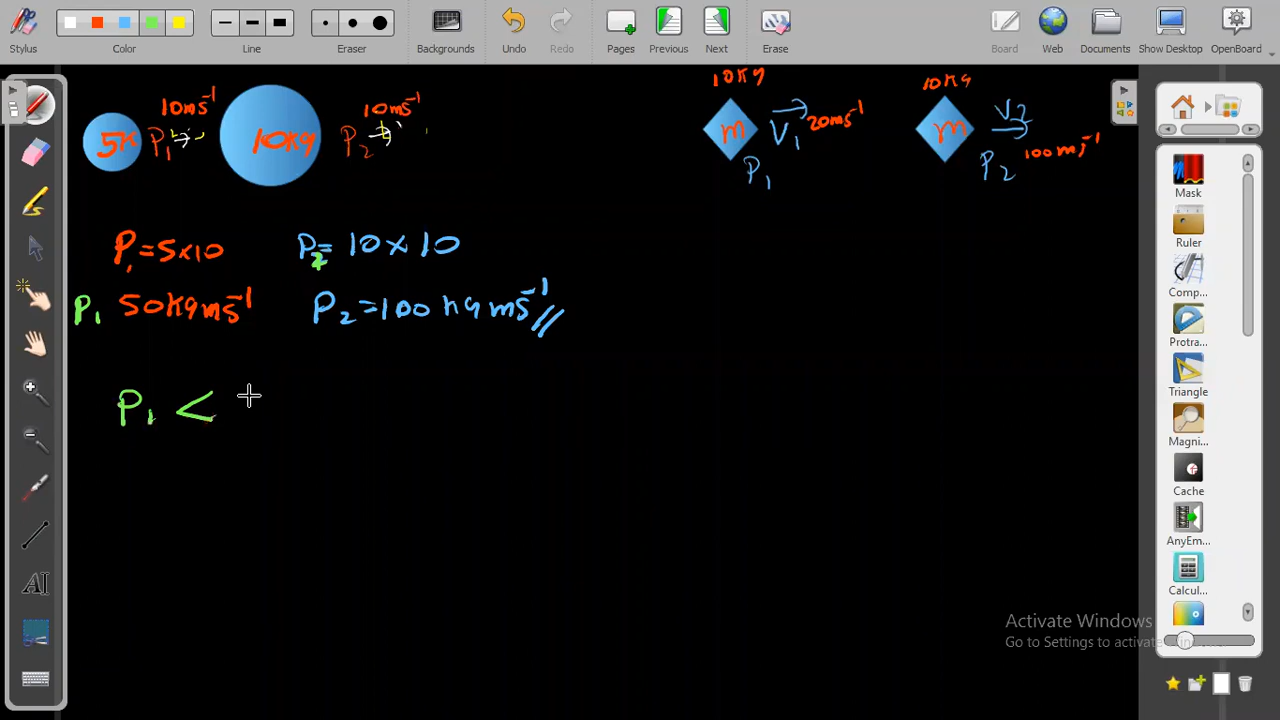 Stylus Color Line Eraser Backgrounds Undo Redo Pages Previous Next Erase Board Web Documents Show Desktop OpenBoard
10ms⁻¹ 10ms⁻¹ 10Kg 10Kg
5K P₁ 10Kg P₂ m V₁ 20ms⁻¹ m V₂ 100ms⁻¹
P₁ P₂
P₁ = 5×10 P₂ = 10×10
P₁ 50Kgms⁻¹ P₂ = 100 kg ms⁻¹//
P₁ <
Mask
Ruler
Comp...
Protra...
Triangle
Magni...
Cache
AnyEm...
Calcul...
Activate Windows
Go to Settings to activate